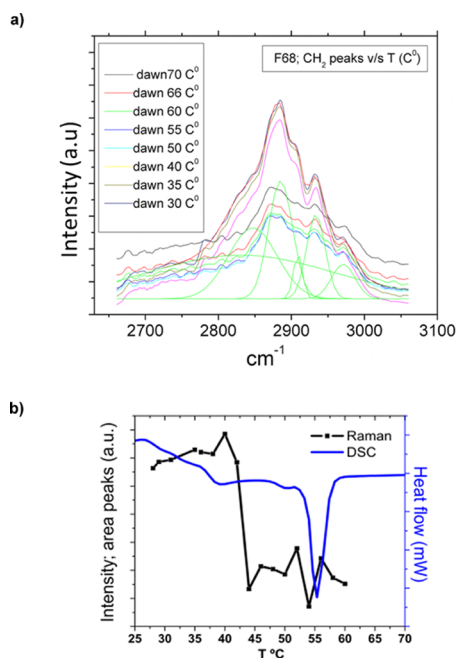 a)
F68; CH₂ peaks v/s T (C⁰)
dawn70 C⁰
dawn 66 C⁰
dawn 60 C⁰
dawn 55 C⁰
dawn 50 C⁰
dawn 40 C⁰
dawn 35 C⁰
dawn 30 C⁰
Intensity (a.u)
2700 2800 2900 3000 3100
cm⁻¹
b)
Raman
DSC
Intensity; area peaks (a.u.)
Heat flow (mW)
25 30 35 40 45 50 55 60 65 70
T ºC